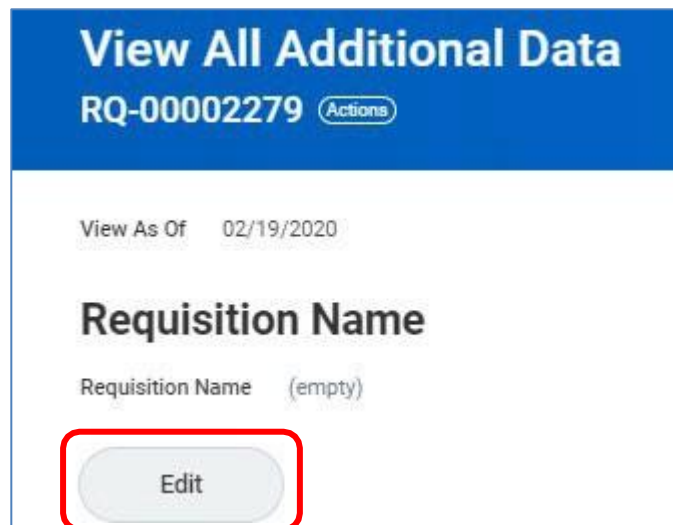 View All Additional Data
RQ-00002279 Actions
View As Of 02/19/2020
Requisition Name
Requisition Name (empty)
Edit